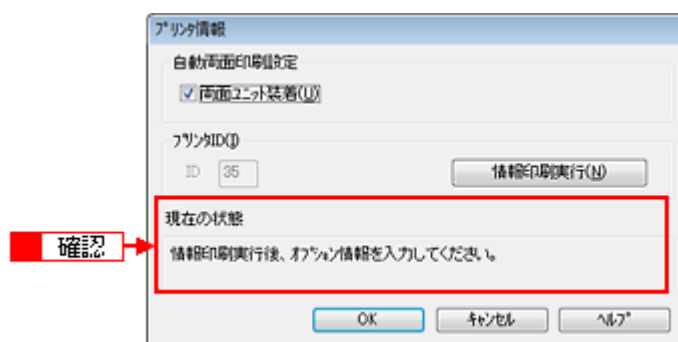 プリンタ情報
自動両面印刷設定
両面ユニット装着(U)
プリンタID(I)
ID 35 情報印刷実行(N)
現在の状態
確認
情報印刷実行後、オプション情報を入力してください。
OK キャンセル ヘルプ